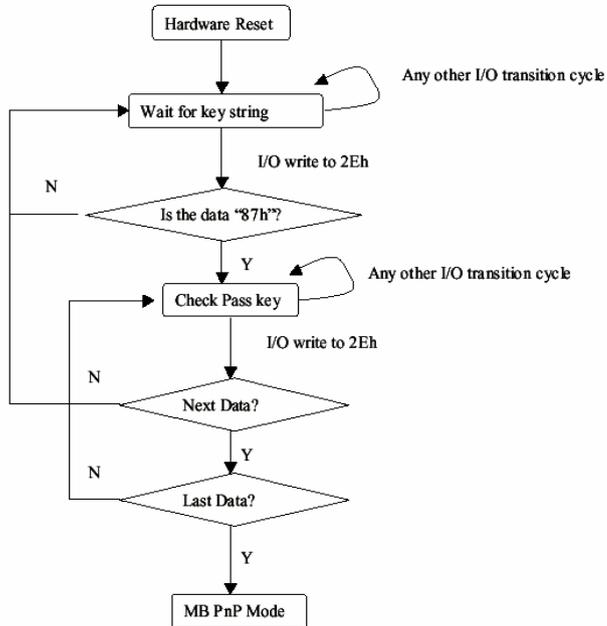 Hardware Reset
Any other I/O transition cycle
Wait for key string
I/O write to 2Eh
N
Is the data “87h”?
Y
Any other I/O transition cycle
Check Pass key
I/O write to 2Eh
N
Next Data?
Y
N
Last Data?
Y
MB PnP Mode